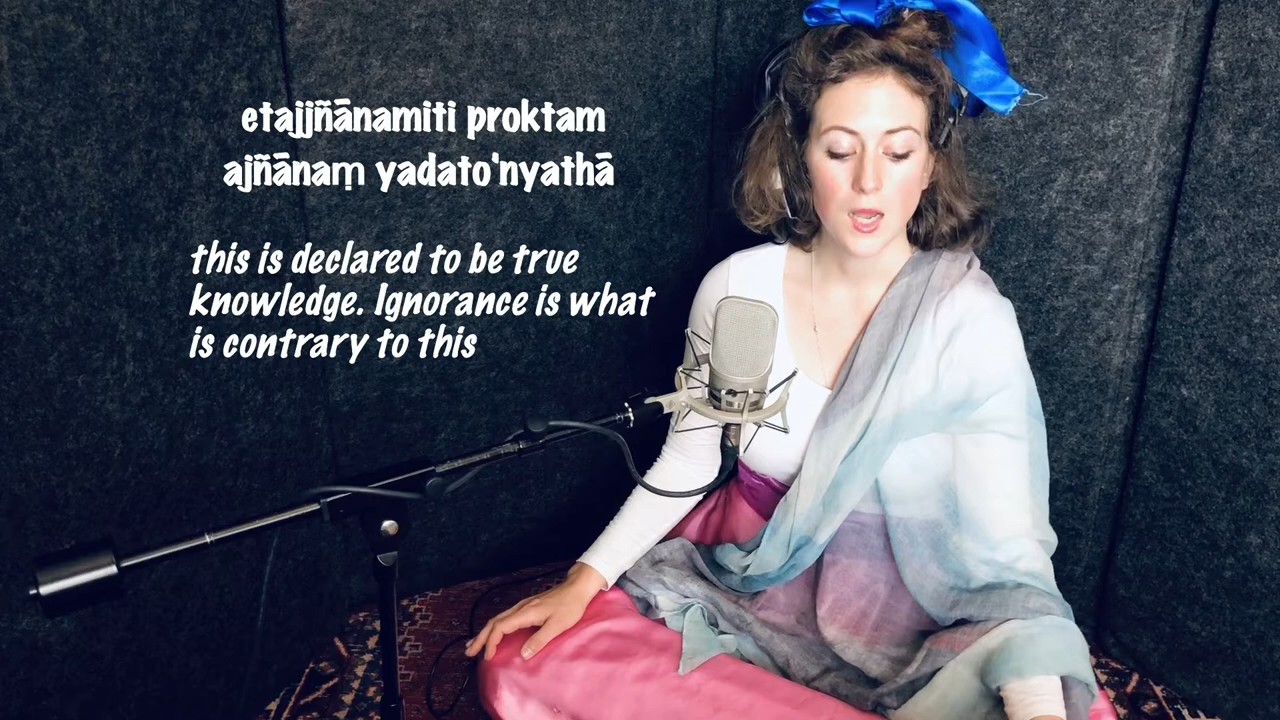 etajjñānamiti proktam
ajñānaṃ yadato'nyathā
this is declared to be true
knowledge. Ignorance is what
is contrary to this